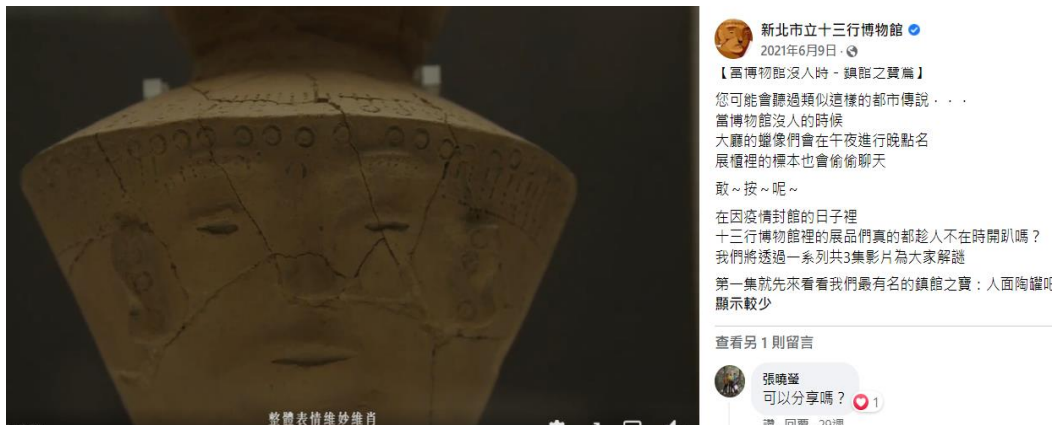 整體表情維妙維肖
新北市立十三行博物館
2021年6月9日 ·
【當博物館沒人時 - 鎮館之寶篇】
您可能會聽過類似這樣的都市傳說・・・
當博物館沒人的時候
大廳的蠟像們會在午夜進行晚點名
展櫃裡的標本也會偷偷聊天
敢~按~呢~
在因疫情封館的日子裡
十三行博物館裡的展品們真的都趁人不在時開趴嗎？
我們將透過一系列共3集影片為大家解謎
第一集就先來看看我們最有名的鎮館之寶：人面陶罐吧
顯示較少
查看另 1 則留言
張曉螢
可以分享嗎？
1
讚 回覆 29週